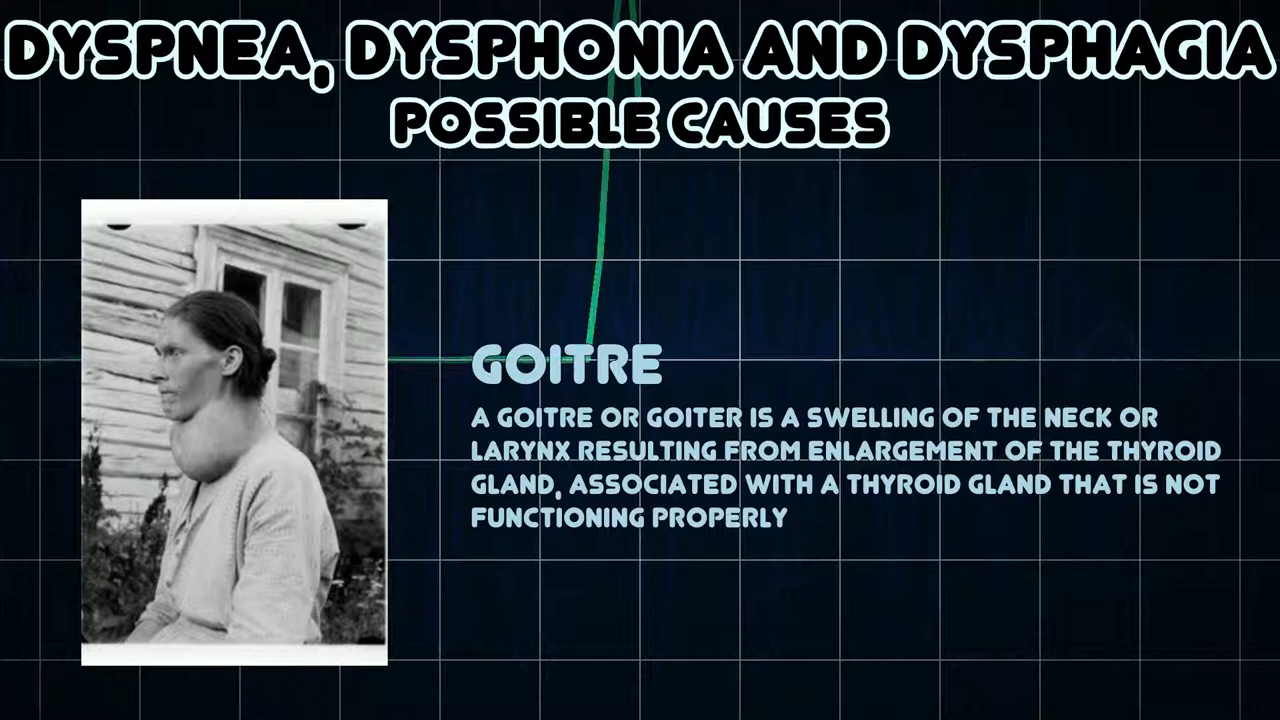 DYSPNEA, DYSPHONIA AND DYSPHAGIA
POSSIBLE CAUSES
GOITRE
A GOITRE OR GOITER IS A SWELLING OF THE NECK OR
LARYNX RESULTING FROM ENLARGEMENT OF THE THYROID
GLAND, ASSOCIATED WITH A THYROID GLAND THAT IS NOT
FUNCTIONING PROPERLY